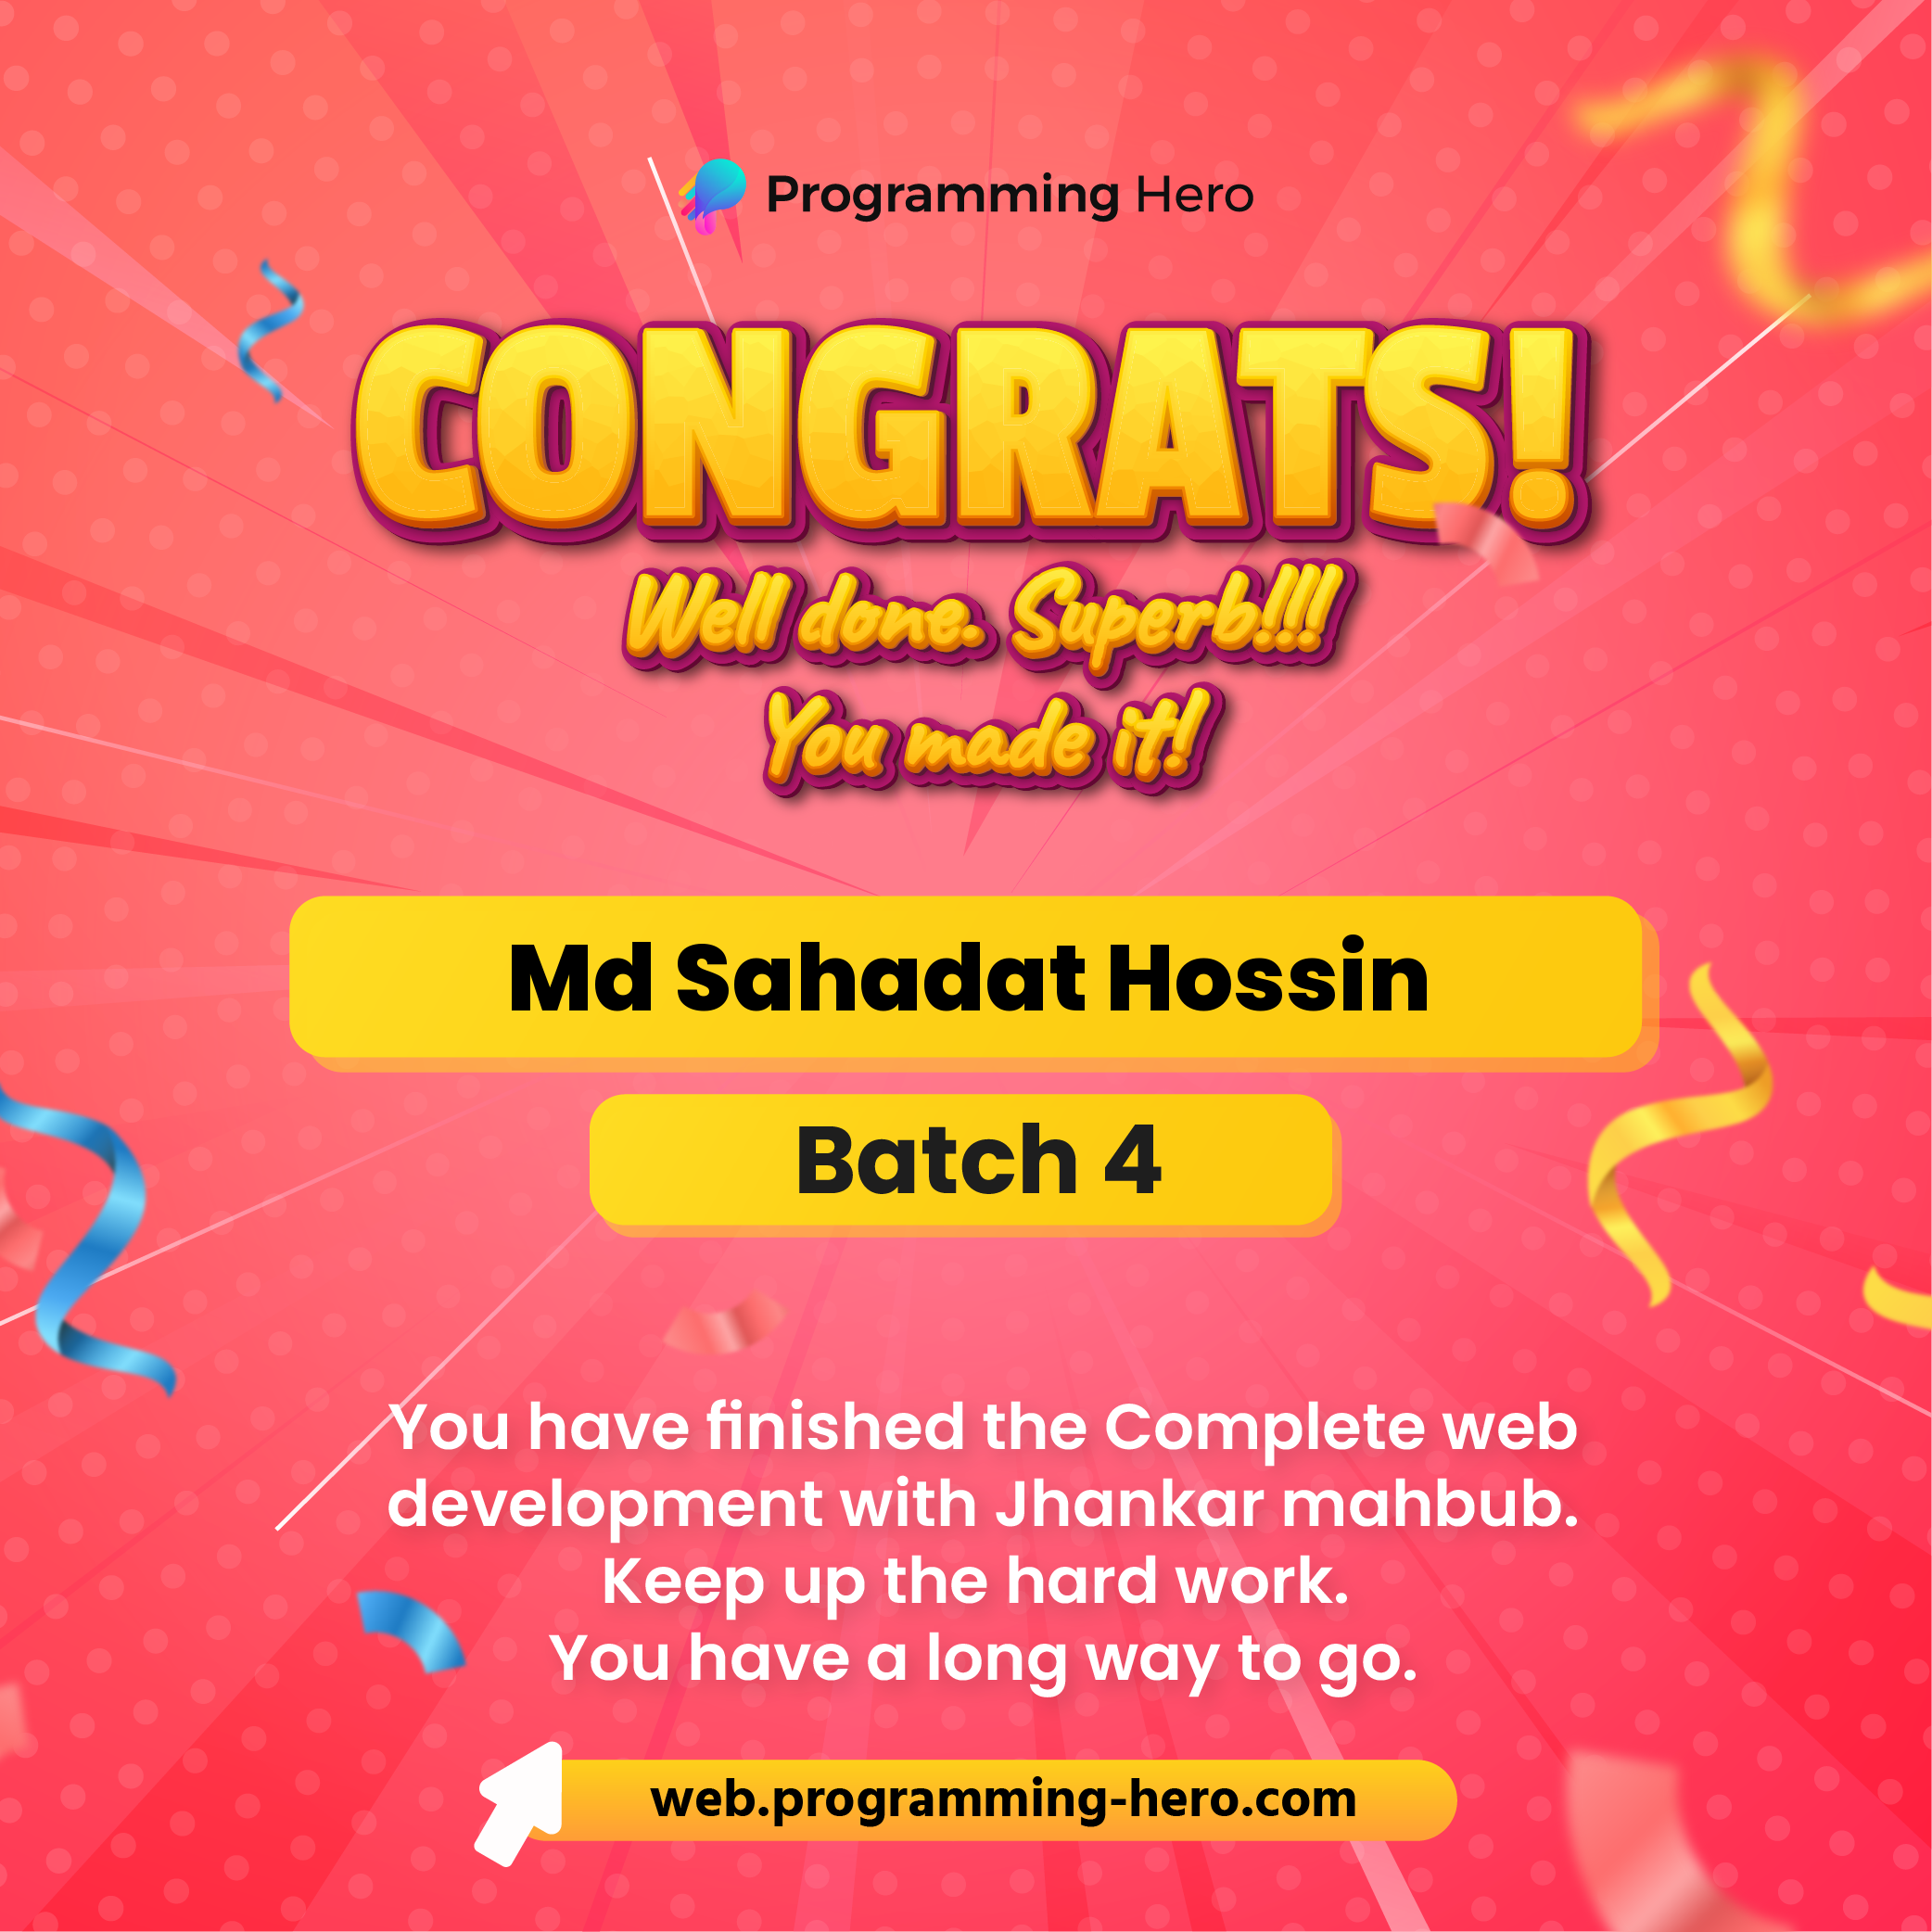 Programming Hero
CONGRATS!
Well done. Superb!!!
You made it!
Md Sahadat Hossin
Batch 4
You have finished the Complete web
development with Jhankar mahbub.
Keep up the hard work.
You have a long way to go.
web.programming-hero.com